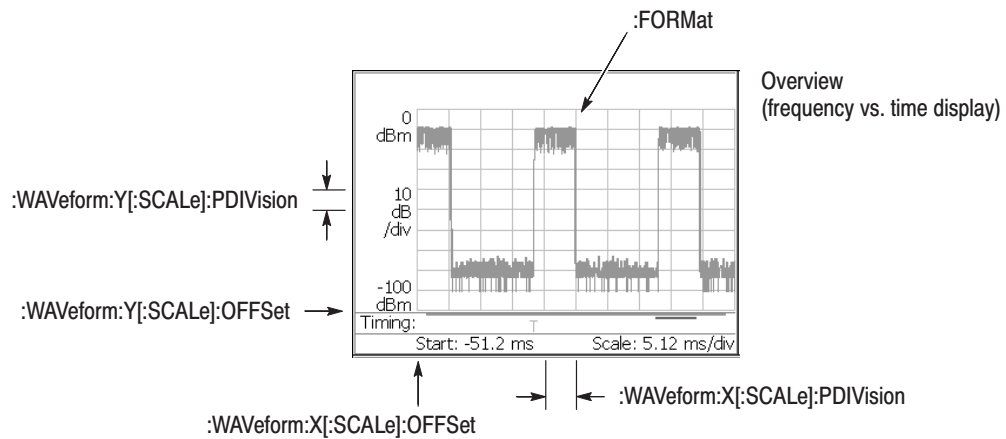 :FORMat
Overview
(frequency vs. time display)
0
dBm
:WAVeform:Y[:SCALe]:PDIVision
10
dB
/div
-100
dBm
:WAVeform:Y[:SCALe]:OFFSet
Timing:
T
Start: -51.2 ms
Scale: 5.12 ms/div
:WAVeform:X[:SCALe]:PDIVision
:WAVeform:X[:SCALe]:OFFSet